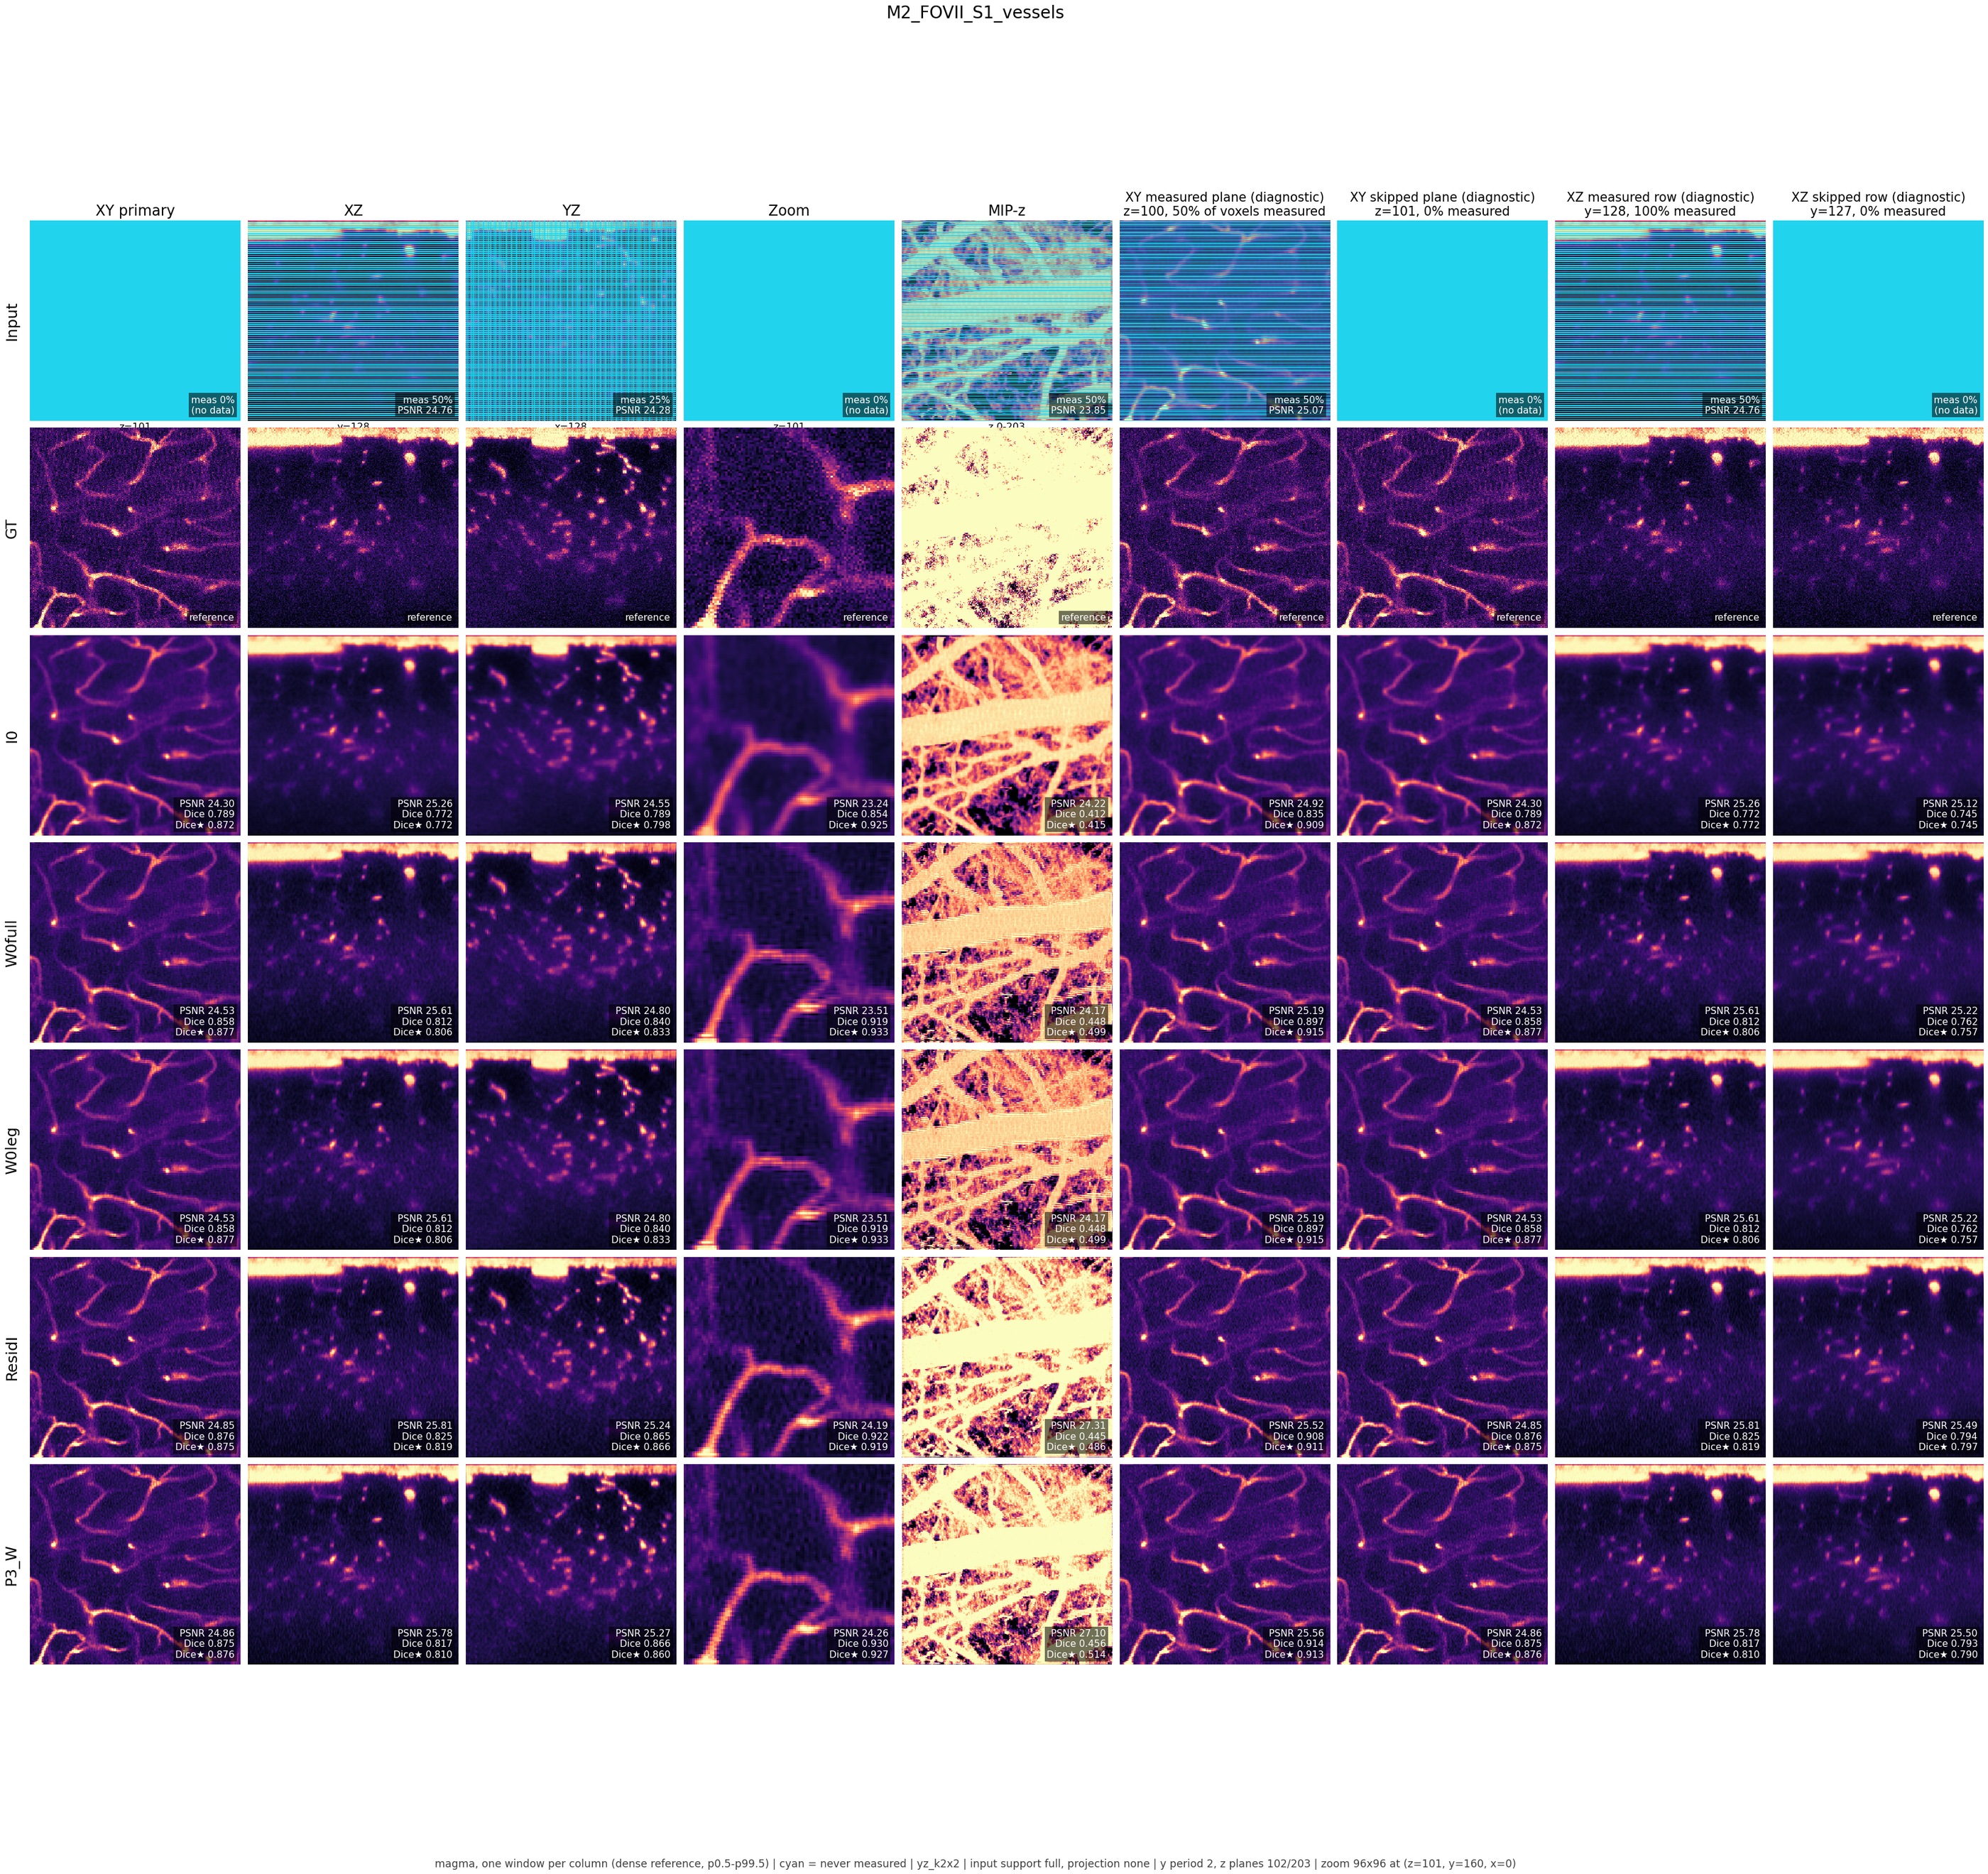 M2_FOVII_S1_vessels
XY primary
XZ
YZ
Zoom
MIP-z
XY measured plane (diagnostic)
z=100, 50% of voxels measured
XY skipped plane (diagnostic)
z=101, 0% measured
XZ measured row (diagnostic)
y=128, 100% measured
XZ skipped row (diagnostic)
y=127, 0% measured
Input
meas 0%
(no data)
meas 50%
PSNR 24.76
meas 25%
PSNR 24.28
meas 0%
(no data)
meas 50%
PSNR 23.85
meas 50%
PSNR 25.07
meas 0%
(no data)
meas 50%
PSNR 24.76
meas 0%
(no data)
z=101
y=128
x=128
z=101
z 0-203
GT
reference
reference
reference
reference
reference
reference
reference
reference
reference
I0
PSNR 24.30
Dice 0.789
Dice★ 0.872
PSNR 25.26
Dice 0.772
Dice★ 0.772
PSNR 24.55
Dice 0.789
Dice★ 0.798
PSNR 23.24
Dice 0.854
Dice★ 0.925
PSNR 24.22
Dice 0.412
Dice★ 0.415
PSNR 24.92
Dice 0.835
Dice★ 0.909
PSNR 24.30
Dice 0.789
Dice★ 0.872
PSNR 25.26
Dice 0.772
Dice★ 0.772
PSNR 25.12
Dice 0.745
Dice★ 0.745
W0full
PSNR 24.53
Dice 0.858
Dice★ 0.877
PSNR 25.61
Dice 0.812
Dice★ 0.806
PSNR 24.80
Dice 0.840
Dice★ 0.833
PSNR 23.51
Dice 0.919
Dice★ 0.933
PSNR 24.17
Dice 0.448
Dice★ 0.499
PSNR 25.19
Dice 0.897
Dice★ 0.915
PSNR 24.53
Dice 0.858
Dice★ 0.877
PSNR 25.61
Dice 0.812
Dice★ 0.806
PSNR 25.22
Dice 0.762
Dice★ 0.757
W0leg
PSNR 24.53
Dice 0.858
Dice★ 0.877
PSNR 25.61
Dice 0.812
Dice★ 0.806
PSNR 24.80
Dice 0.840
Dice★ 0.833
PSNR 23.51
Dice 0.919
Dice★ 0.933
PSNR 24.17
Dice 0.448
Dice★ 0.499
PSNR 25.19
Dice 0.897
Dice★ 0.915
PSNR 24.53
Dice 0.858
Dice★ 0.877
PSNR 25.61
Dice 0.812
Dice★ 0.806
PSNR 25.22
Dice 0.762
Dice★ 0.757
ResidI
PSNR 24.85
Dice 0.876
Dice★ 0.875
PSNR 25.81
Dice 0.825
Dice★ 0.819
PSNR 25.24
Dice 0.865
Dice★ 0.866
PSNR 24.19
Dice 0.922
Dice★ 0.919
PSNR 27.31
Dice 0.445
Dice★ 0.486
PSNR 25.52
Dice 0.908
Dice★ 0.911
PSNR 24.85
Dice 0.876
Dice★ 0.875
PSNR 25.81
Dice 0.825
Dice★ 0.819
PSNR 25.49
Dice 0.794
Dice★ 0.797
P3_W
PSNR 24.86
Dice 0.875
Dice★ 0.876
PSNR 25.78
Dice 0.817
Dice★ 0.810
PSNR 25.27
Dice 0.866
Dice★ 0.860
PSNR 24.26
Dice 0.930
Dice★ 0.927
PSNR 27.10
Dice 0.456
Dice★ 0.514
PSNR 25.56
Dice 0.914
Dice★ 0.913
PSNR 24.86
Dice 0.875
Dice★ 0.876
PSNR 25.78
Dice 0.817
Dice★ 0.810
PSNR 25.50
Dice 0.793
Dice★ 0.790
magma, one window per column (dense reference, p0.5-p99.5) | cyan = never measured | yz_k2x2 | input support full, projection none | y period 2, z planes 102/203 | zoom 96x96 at (z=101, y=160, x=0)